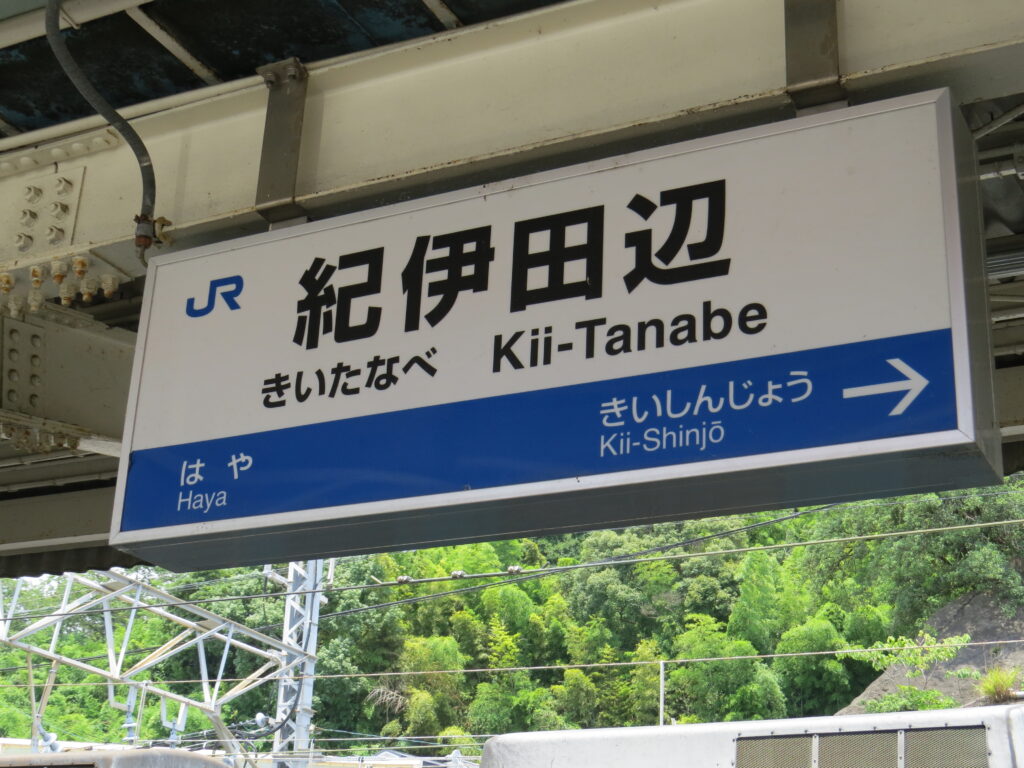 JR 紀伊田辺
きいたなべ Kii-Tanabe
はや きいしんじょう →
Haya Kii-Shinjō